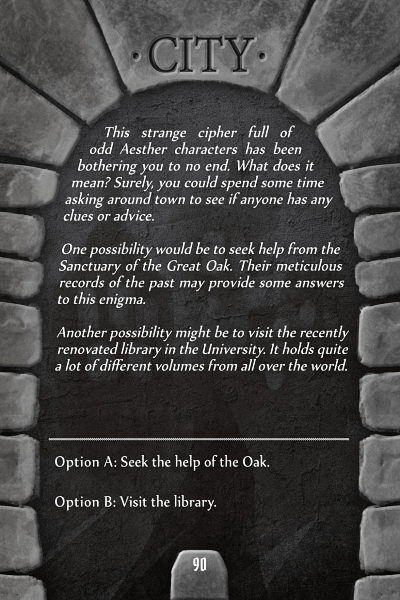 · CITY ·
This strange cipher full of
odd Aesther characters has been
bothering you to no end. What does it
mean? Surely, you could spend some time
asking around town to see if anyone has any
clues or advice.
One possibility would be to seek help from the
Sanctuary of the Great Oak. Their meticulous
records of the past may provide some answers
to this enigma.
Another possibility might be to visit the recently
renovated library in the University. It holds quite
a lot of different volumes from all over the world.
Option A: Seek the help of the Oak.
Option B: Visit the library.
90